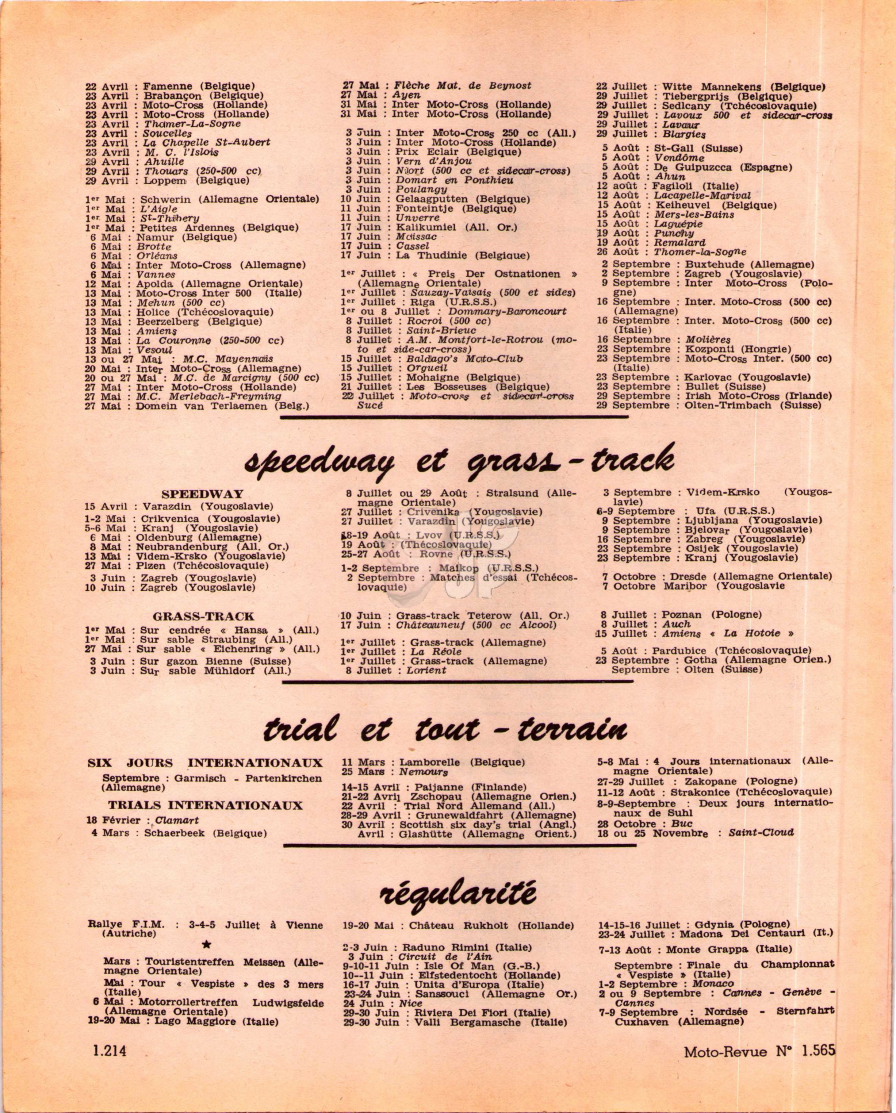 22 Avril : Famenne (Belgique)
23 Avril : Brabançon (Belgique)
23 Avril : Moto-Cross (Hollande)
23 Avril : Moto-Cross (Hollande)
23 Avril : Thomer-La-Sogne
23 Avril : Soucelles
23 Avril : La Chapelle St-Aubert
23 Avril : M. C. l'Islois
29 Avril : Ahuille
29 Avril : Thouars (250-500 cc)
29 Avril : Loppem (Belgique)
1er Mai : Schwerin (Allemagne Orientale)
1er Mai : L'Aigle
1er Mai : St-Thibery
1er Mai : Petites Ardennes (Belgique)
6 Mai : Namur (Belgique)
6 Mai : Brotte
6 Mai : Orléans
6 Mai : Inter Moto-Cross (Allemagne)
6 Mai : Vannes
12 Mai : Apolda (Allemagne Orientale)
13 Mai : Moto-Cross Inter 500 (Italie)
13 Mai : Mehun (500 cc)
13 Mai : Holice (Tchécoslovaquie)
13 Mai : Beerzelberg (Belgique)
13 Mai : Amiens
13 Mai : La Couronne (250-500 cc)
13 Mai : Vesoul
13 ou 27 Mai : M.C. Mayennais
20 Mai : Inter Moto-Cross (Allemagne)
20 ou 27 Mai : M.C. de Marcigny (500 cc)
27 Mai : Inter Moto-Cross (Hollande)
27 Mai : M.C. Merlebach-Freyming
27 Mai : Domein van Terlaemen (Belg.)
27 Mai : Flèche Mat. de Beynost
27 Mai : Ayen
31 Mai : Inter Moto-Cross (Hollande)
31 Mai : Inter Moto-Cross (Hollande)
3 Juin : Inter Moto-Cross 250 cc (All.)
3 Juin : Inter Moto-Cross (Hollande)
3 Juin : Prix Eclair (Belgique)
3 Juin : Vern d'Anjou
3 Juin : Niort (500 cc et sidecar-cross)
3 Juin : Domart en Ponthieu
3 Juin : Poulangy
10 Juin : Gelaagputten (Belgique)
11 Juin : Fonteintje (Belgique)
11 Juin : Unverre
17 Juin : Kalikumiel (All. Or.)
17 Juin : Moissac
17 Juin : Cassel
17 Juin : La Thudinie (Belgique)
1er Juillet : « Preis Der Ostnationen »
(Allemagne Orientale)
1er Juillet : Sauzay-Vaisais (500 et sides)
1er Juillet : Riga (U.R.S.S.)
1er ou 8 Juillet : Dommary-Baroncourt
8 Juillet : Rocroi (500 cc)
8 Juillet : Saint-Brieuc
8 Juillet : A.M. Montfort-le-Rotrou (mo-
to et side-car-cross)
15 Juillet : Baldago's Moto-Club
15 Juillet : Orgueil
15 Juillet : Mohaigne (Belgique)
21 Juillet : Les Bosseuses (Belgique)
22 Juillet : Moto-cross et sidecar-cross
Sucé
22 Juillet : Witte Mannekens (Belgique)
29 Juillet : Tiebergprijs (Belgique)
29 Juillet : Sedlcany (Tchécoslovaquie)
29 Juillet : Lavoux 500 et sidecar-cross
29 Juillet : Lavaur
29 Juillet : Blargies
5 Août : St-Gall (Suisse)
5 Août : Vendôme
5 Août : De Guipuzcca (Espagne)
5 Août : Ahun
12 août : Fagiloli (Italie)
12 Août : Lacapelle-Marival
15 Août : Keiheuvel (Belgique)
15 Août : Mers-les-Bains
15 Août : Laguépie
19 Août : Punchy
19 Août : Remalard
26 Août : Thomer-la-Sogne
2 Septembre : Buxtehude (Allemagne)
2 Septembre : Zagreb (Yougoslavie)
9 Septembre : Inter Moto-Cross (Polo-
gne)
16 Septembre : Inter. Moto-Cross (500 cc)
(Allemagne)
16 Septembre : Inter. Moto-Cross (500 cc)
(Italie)
16 Septembre : Molières
23 Septembre : Kozponti (Hongrie)
23 Septembre : Moto-Cross Inter. (500 cc)
(Italie)
23 Septembre : Karlovac (Yougoslavie)
23 Septembre : Bullet (Suisse)
29 Septembre : Irish Moto-Cross (Irlande)
29 Septembre : Olten-Trimbach (Suisse)
speedway et grass-track
SPEEDWAY
15 Avril : Varazdin (Yougoslavie)
1-2 Mai : Crikvenica (Yougoslavie)
5-6 Mai : Kranj (Yougoslavie)
6 Mai : Oldenburg (Allemagne)
8 Mai : Neubrandenburg (All. Or.)
13 Mai : Videm-Krsko (Yougoslavie)
27 Mai : Plzen (Tchécoslovaquie)
3 Juin : Zagreb (Yougoslavie)
10 Juin : Zagreb (Yougoslavie)
8 Juillet ou 29 Août : Stralsund (Alle-
magne Orientale)
27 Juillet : Crivenika (Yougoslavie)
27 Juillet : Varazdin (Yougoslavie)
18-19 Août : Lvov (U.R.S.S.)
19 Août : (Thécoslovaquie)
25-27 Août : Rovne (U.R.S.S.)
1-2 Septembre : Maikop (U.R.S.S.)
2 Septembre : Matches d'essai (Tchécos-
lovaquie)
3 Septembre : Videm-Krsko (Yougos-
lavie)
6-9 Septembre : Ufa (U.R.S.S.)
9 Septembre : Ljubljana (Yougoslavie)
9 Septembre : Bjelovar (Yougoslavie)
16 Septembre : Zabreg (Yougoslavie)
23 Septembre : Osijek (Yougoslavie)
23 Septembre : Kranj (Yougoslavie)
7 Octobre : Dresde (Allemagne Orientale)
7 Octobre Maribor (Yougoslavie
GRASS-TRACK
1er Mai : Sur cendrée « Hansa » (All.)
1er Mai : Sur sable Straubing (All.)
27 Mai : Sur sable « Eichenring » (All.)
3 Juin : Sur gazon Bienne (Suisse)
3 Juin : Sur sable Mühldorf (All.)
10 Juin : Grass-track Teterow (All. Or.)
17 Juin : Châteauneuf (500 cc Alcool)
1er Juillet : Grass-track (Allemagne)
1er Juillet : La Réole
1er Juillet : Grass-track (Allemagne)
8 Juillet : Lorient
8 Juillet : Poznan (Pologne)
8 Juillet : Auch
15 Juillet : Amiens « La Hotoie »
5 Août : Pardubice (Tchécoslovaquie)
23 Septembre : Gotha (Allemagne Orien.)
Septembre : Olten (Suisse)
trial et tout-terrain
SIX JOURS INTERNATIONAUX
Septembre : Garmisch - Partenkirchen
(Allemagne)
TRIALS INTERNATIONAUX
18 Février : Clamart
4 Mars : Schaerbeek (Belgique)
11 Mars : Lamborelle (Belgique)
25 Mars : Nemours
14-15 Avril : Paijanne (Finlande)
21-22 Avril Zschopau (Allemagne Orien.)
22 Avril : Trial Nord Allemand (All.)
28-29 Avril : Grunewaldfahrt (Allemagne)
30 Avril : Scottish six day's trial (Angl.)
Avril : Glashütte (Allemagne Orient.)
5-8 Mai : 4 Jours internationaux (Alle-
magne Orientale)
27-29 Juillet : Zakopane (Pologne)
11-12 Août : Strakonice (Tchécoslovaquie)
8-9-Septembre : Deux jours internatio-
naux de Suhl
28 Octobre : Buc
18 ou 25 Novembre : Saint-Cloud
régularité
Rallye F.I.M. : 3-4-5 Juillet à Vienne
(Autriche)
Mars : Touristentreffen Meissen (Alle-
magne Orientale)
Mai : Tour « Vespiste » des 3 mers
(Italie)
6 Mai : Motorrollertreffen Ludwigsfelde
(Allemagne Orientale)
19-20 Mai : Lago Maggiore (Italie)
19-20 Mai : Château Rukholt (Hollande)
2-3 Juin : Raduno Rimini (Italie)
3 Juin : Circuit de l'Ain
9-10-11 Juin : Isle Of Man (G.-B.)
10--11 Juin : Elfstedentocht (Hollande)
16-17 Juin : Unita d'Europa (Italie)
23-24 Juin : Sanssouci (Allemagne Or.)
24 Juin : Nice
29-30 Juin : Riviera Dei Fiori (Italie)
29-30 Juin : Valli Bergamasche (Italie)
14-15-16 Juillet : Gdynia (Pologne)
23-24 Juillet : Madona Dei Centauri (It.)
7-13 Août : Monte Grappa (Italie)
Septembre : Finale du Championnat
« Vespiste » (Italie)
1-2 Septembre : Monaco
2 ou 9 Septembre : Cannes - Genève -
Cannes
7-9 Septembre : Nordsée - Sternfahrt
Cuxhaven (Allemagne)
1.214
Moto-Revue N° 1.565